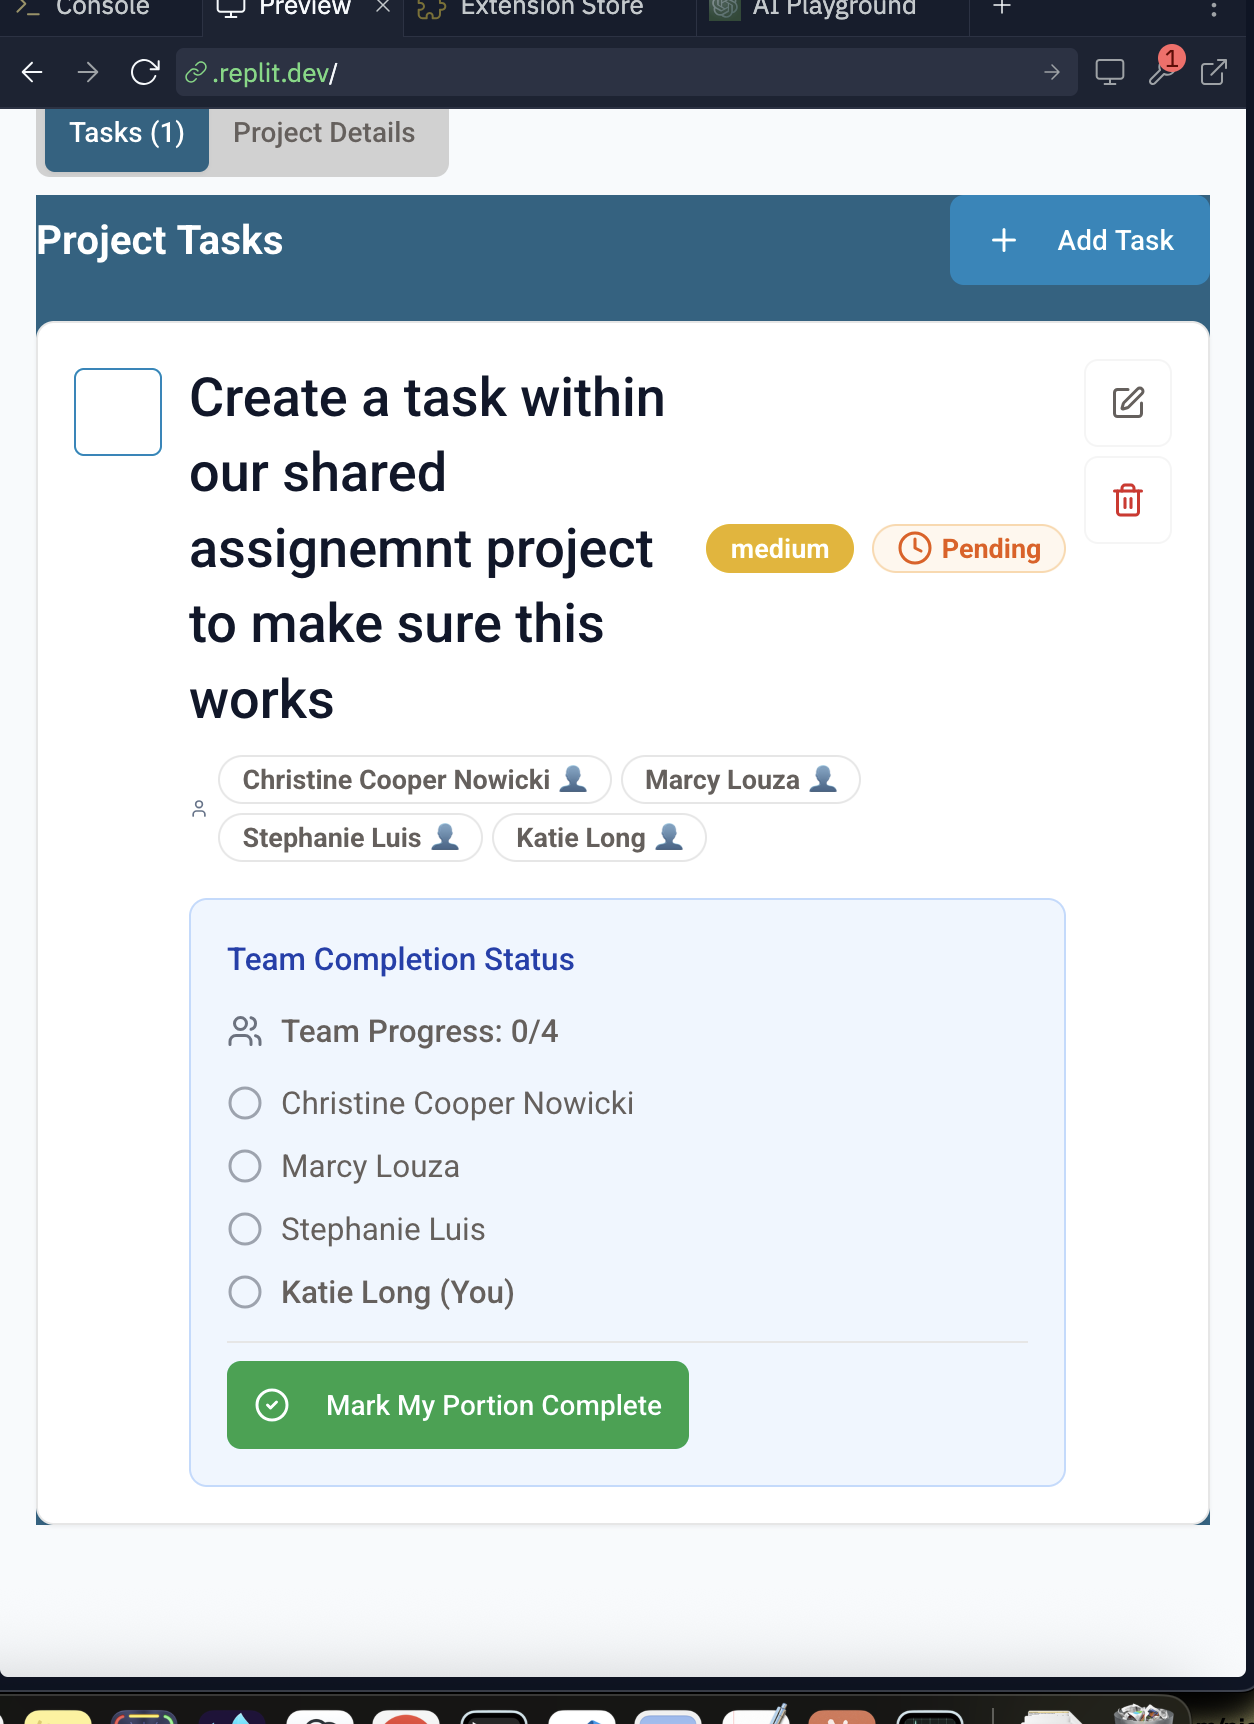 Console
Preview
Extension Store
AI Playground
.replit.dev/
1
Tasks (1)
Project Details
Project Tasks
Add Task
Create a task within
our shared
assignemnt project
to make sure this
works
medium
Pending
Christine Cooper Nowicki
Marcy Louza
Stephanie Luis
Katie Long
Team Completion Status
Team Progress: 0/4
Christine Cooper Nowicki
Marcy Louza
Stephanie Luis
Katie Long (You)
Mark My Portion Complete